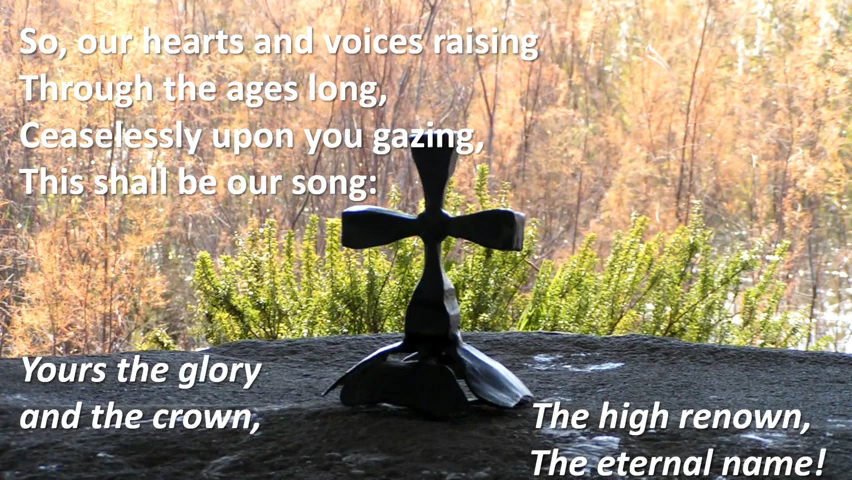 So, our hearts and voices raising
Through the ages long,
Ceaselessly upon you gazing,
This shall be our song:
Yours the glory
and the crown,
The high renown,
The eternal name!